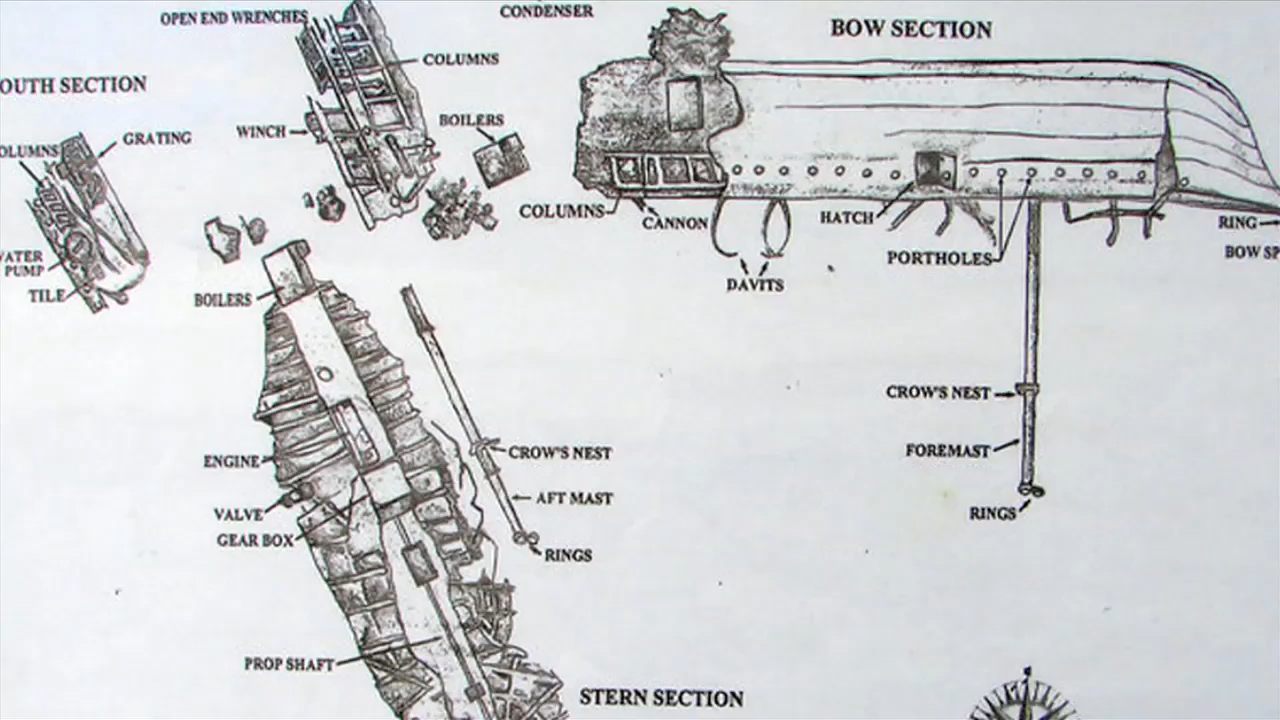 OPEN END WRENCHES
CONDENSER
BOW SECTION
COLUMNS
OUTH SECTION
GRATING
WINCH
BOILERS
OLUMNS
COLUMNS
CANNON
HATCH
RING
PORTHOLES
BOW SP
ATER
PUMP
DAVITS
TILE
BOILERS
CROW'S NEST
FOREMAST
CROW'S NEST
ENGINE
AFT MAST
VALVE
RINGS
GEAR BOX
RINGS
PROP SHAFT
STERN SECTION